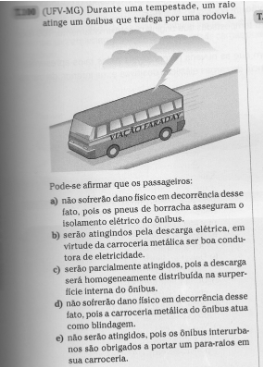 (UFV-MG) Durante uma tempestade, um raio
atinge um ônibus que trafega por uma rodovia.
VIAÇÃO FARADAY
Pode-se afirmar que os passageiros:
a) não sofrerão dano físico em decorrência desse
fato, pois os pneus de borracha asseguram o
isolamento elétrico do ônibus.
b) serão atingidos pela descarga elétrica, em
virtude da carroceria metálica ser boa condu-
tora de eletricidade.
c) serão parcialmente atingidos, pois a descarga
será homogeneamente distribuída na super-
fície interna do ônibus.
d) não sofrerão dano físico em decorrência desse
fato, pois a carroceria metálica do ônibus atua
como blindagem.
e) não serão atingidos, pois os ônibus interurba-
nos são obrigados a portar um para-raios em
sua carroceria.